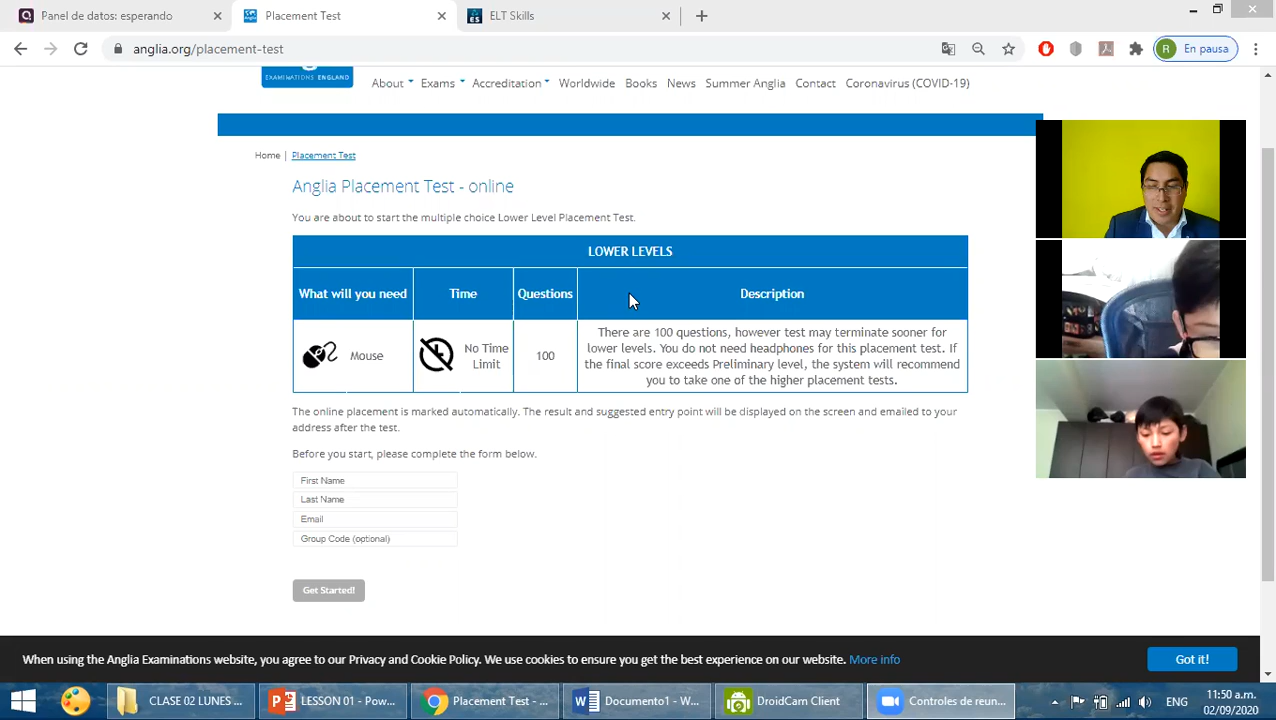 Panel de datos: esperando
Placement Test
ELT Skills
anglia.org/placement-test
R En pausa
EXAMINATIONS ENGLAND
About Exams Accreditation Worldwide Books News Summer Anglia Contact Coronavirus (COVID-19)
Home | Placement Test
Anglia Placement Test - online
You are about to start the multiple choice Lower Level Placement Test.
LOWER LEVELS
What will you need Time Questions Description
Mouse
No Time
Limit
100
There are 100 questions, however test may terminate sooner for
lower levels. You do not need headphones for this placement test. If
the final score exceeds Preliminary level, the system will recommend
you to take one of the higher placement tests.
The online placement is marked automatically. The result and suggested entry point will be displayed on the screen and emailed to your
address after the test.
Before you start, please complete the form below.
First Name
Last Name
Email
Group Code (optional)
Get Started!
When using the Anglia Examinations website, you agree to our Privacy and Cookie Policy. We use cookies to ensure you get the best experience on our website. More info
Got it!
CLASE 02 LUNES ...
LESSON 01 - Pow...
Placement Test - ...
Documento1 - W...
DroidCam Client
Controles de reun...
ENG
11:50 a.m.
02/09/2020